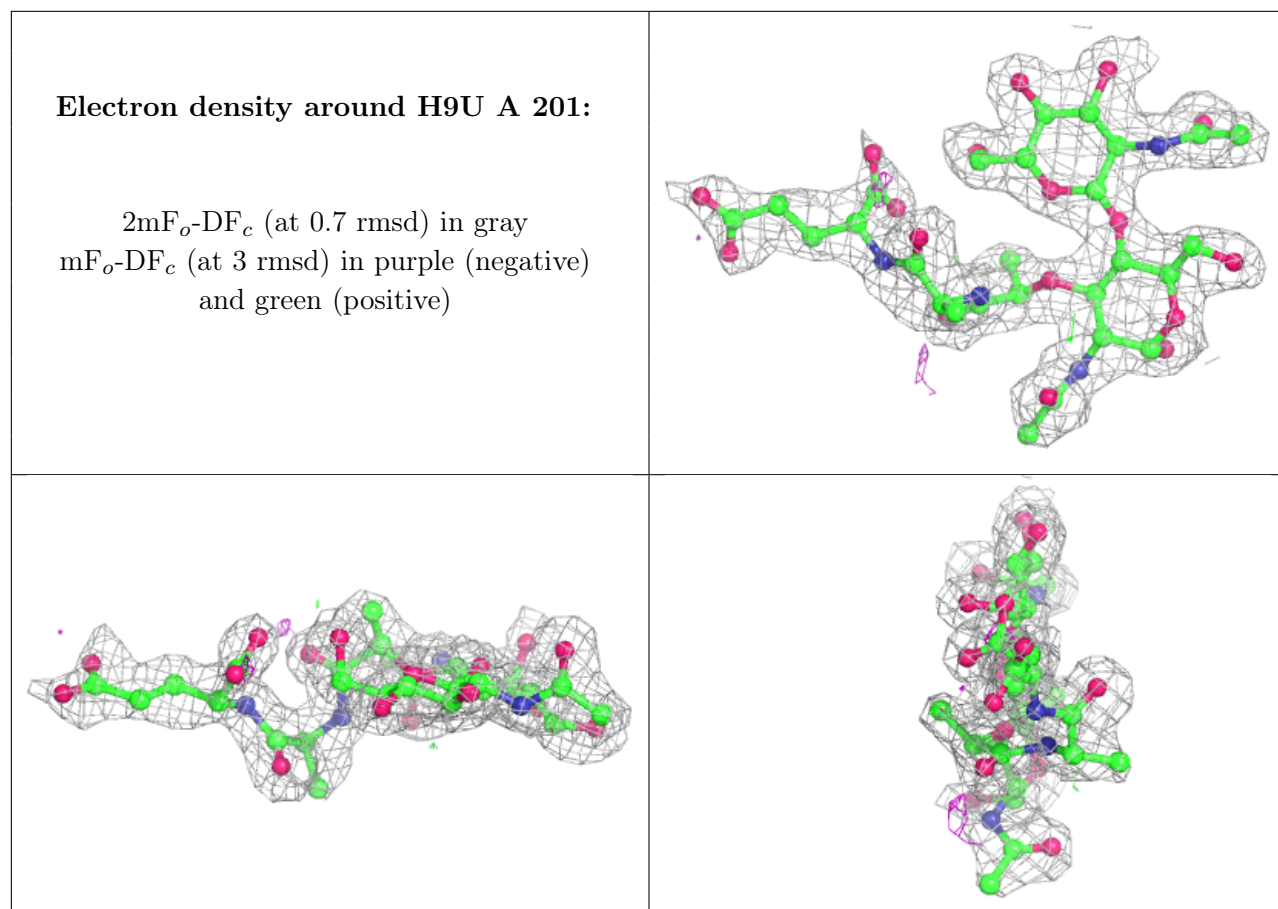 Electron density around H9U A 201:
2mFo-DFc (at 0.7 rmsd) in gray
mFo-DFc (at 3 rmsd) in purple (negative)
and green (positive)